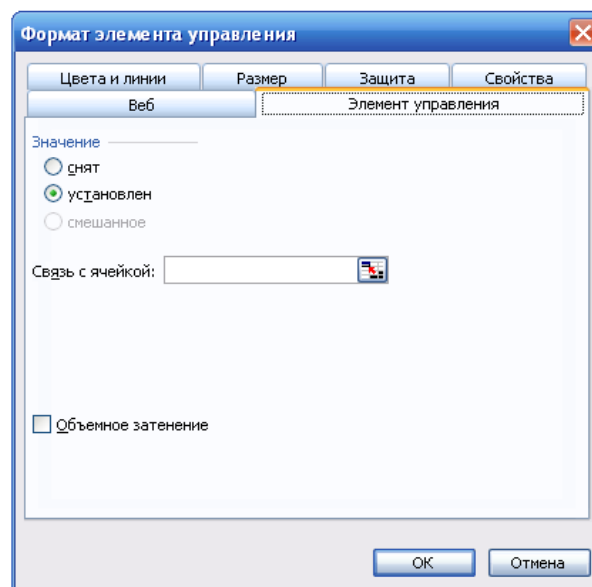 Формат элемента управления
Цвета и линии Размер Защита Свойства
Веб Элемент управления
Значение
снят
установлен
смешанное
Связь с ячейкой:
Объемное затенение
ОК Отмена